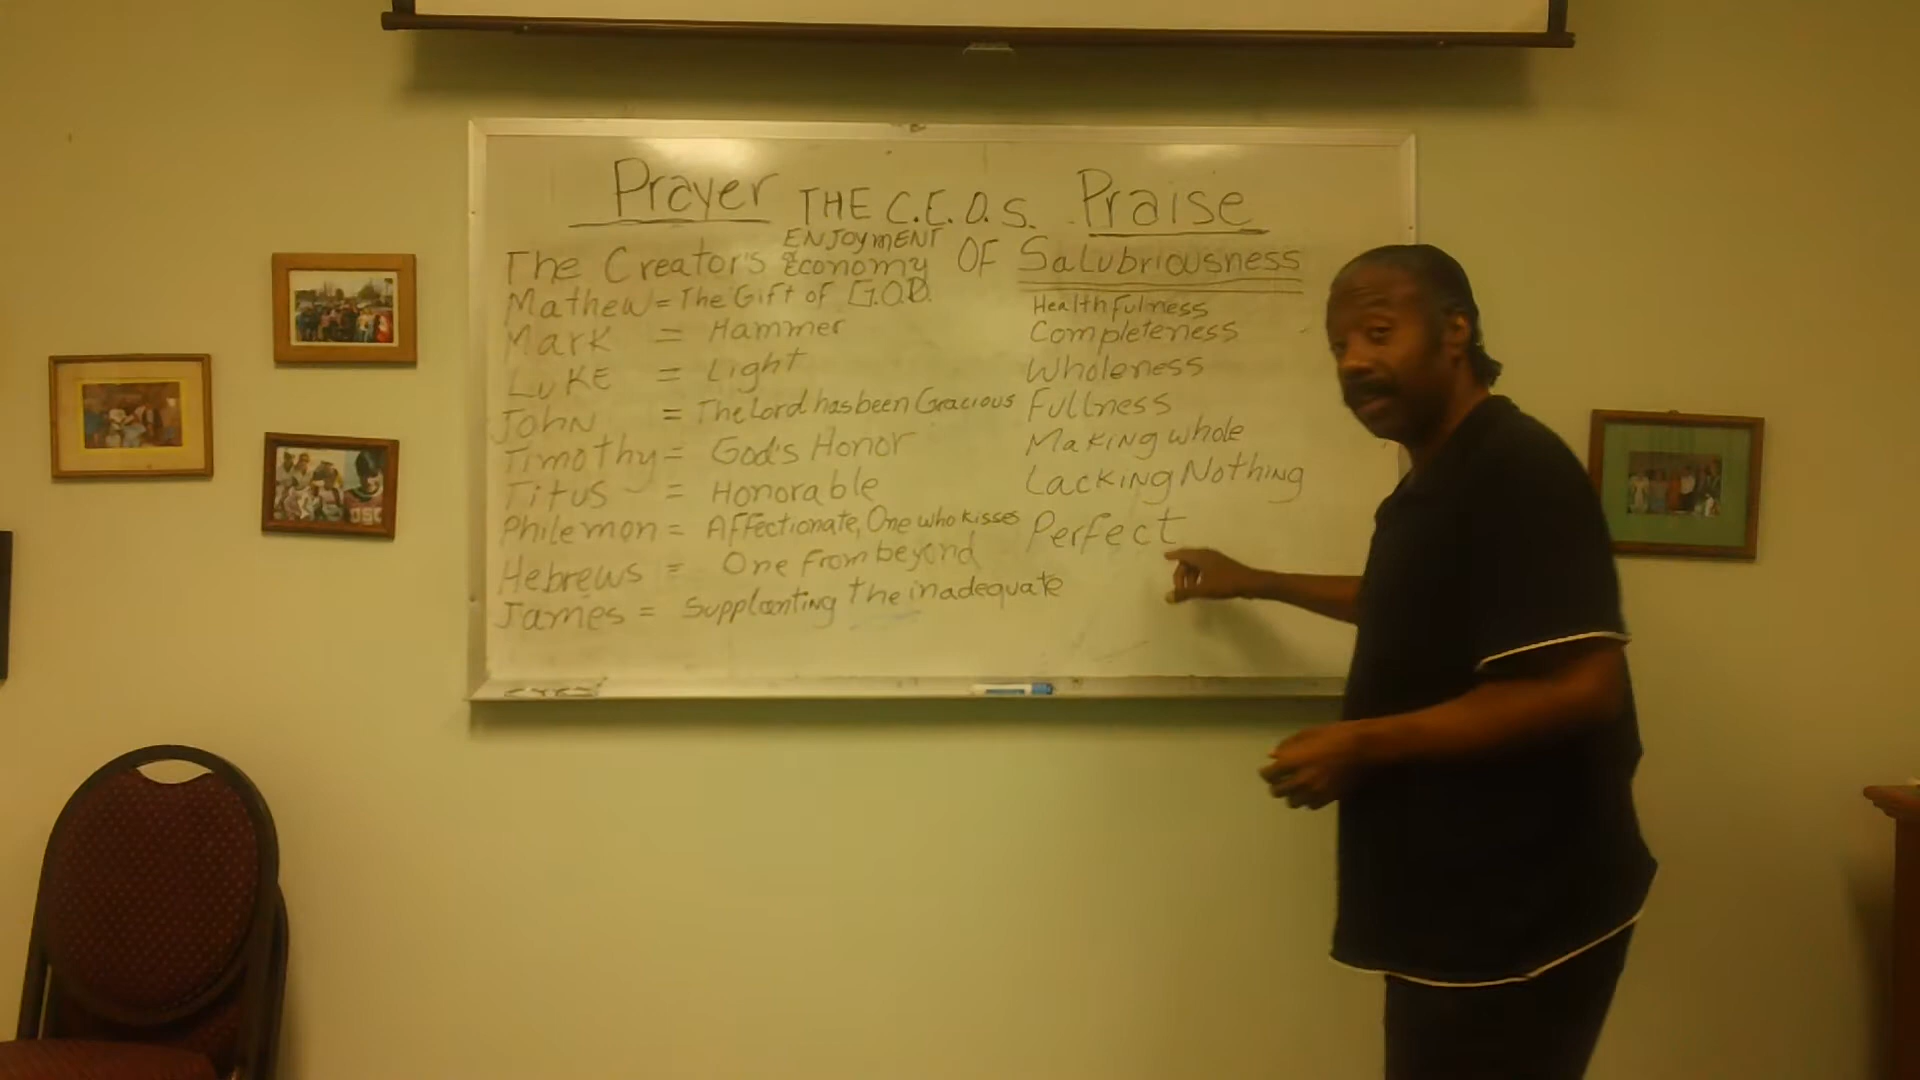 Prayer THE C.E.O.S. Praise
ENJOYMENT
The Creator's & Economy OF Salubriousness
Mathew = The Gift of G.O.D.
Mark = Hammer
Luke = Light
John = The Lord has been Gracious
Timothy = God's Honor
Titus = Honorable
Philemon = Affectionate, One who kisses
Hebrews = One from beyond
James = Supplanting the inadequate
Healthfulness
Completeness
Wholeness
Fullness
Making whole
Lacking Nothing
Perfect